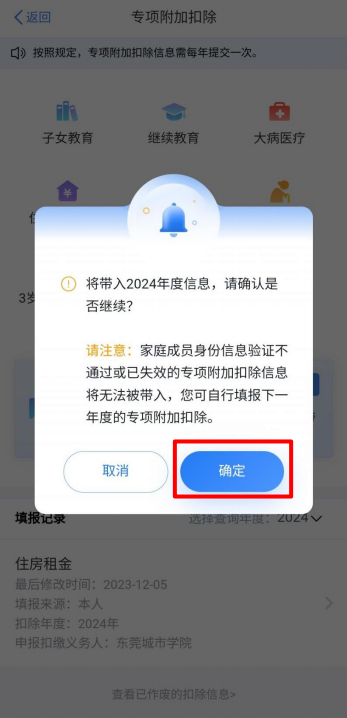 返回
专项附加扣除
按照规定，专项附加扣除信息需每年提交一次。
子女教育 继续教育 大病医疗
将带入2024年度信息，请确认是
否继续？
请注意：家庭成员身份信息验证不
通过或已失效的专项附加扣除信息
将无法被带入，您可自行填报下一
年度的专项附加扣除。
取消 确定
填报记录 选择查询年度：2024
住房租金
最后修改时间：2023-12-05
填报来源：本人
扣除年度：2024年
申报扣缴义务人：东莞城市学院
查看已作废的扣除信息>